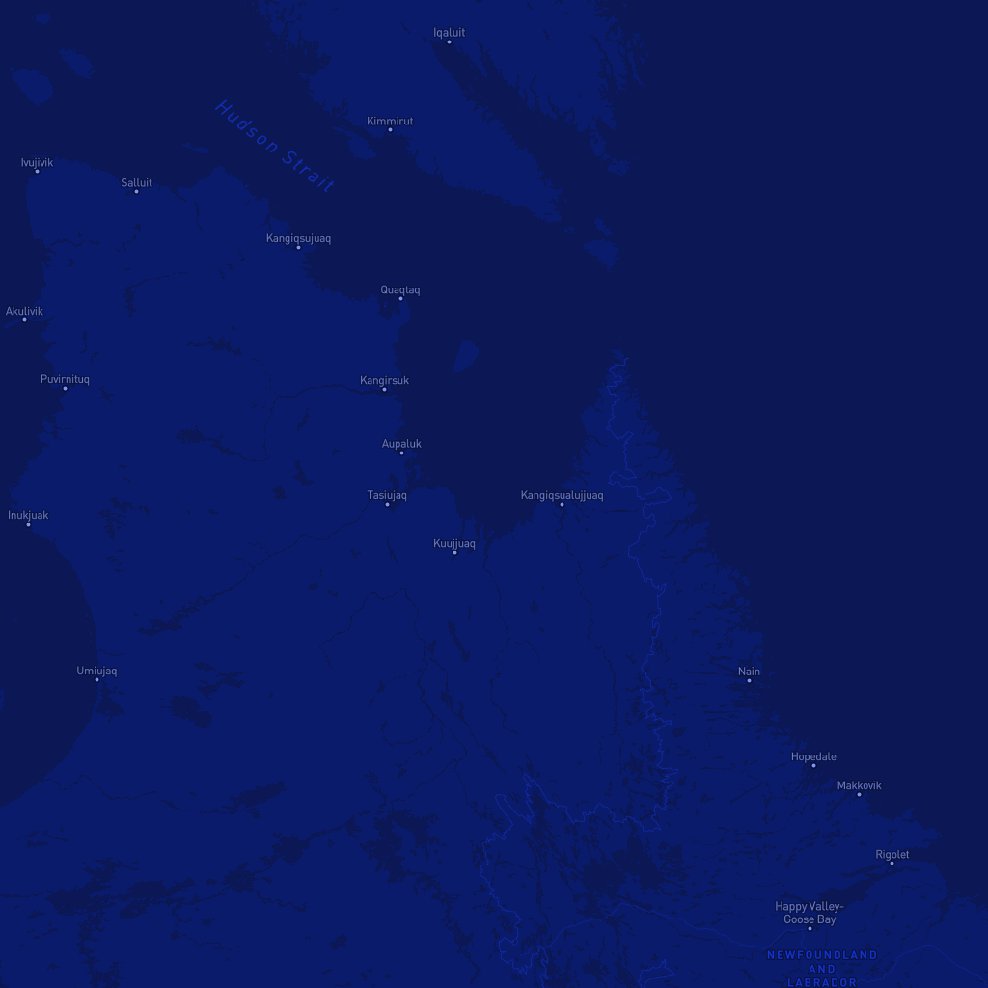 Iqaluit
Kimmirut
Hudson Strait
Ivujivik
Salluit
Kangiqsujuaq
Quaqtaq
Akulivik
Puvirnituq
Kangirsuk
Aupaluk
Tasiujaq
Kangiqsualujjuaq
Inukjuak
Kuujjuaq
Umiujaq
Nain
Hopedale
Makkovik
Rigolet
Happy Valley-
Goose Bay
NEWFOUNDLAND
AND
LABRADOR